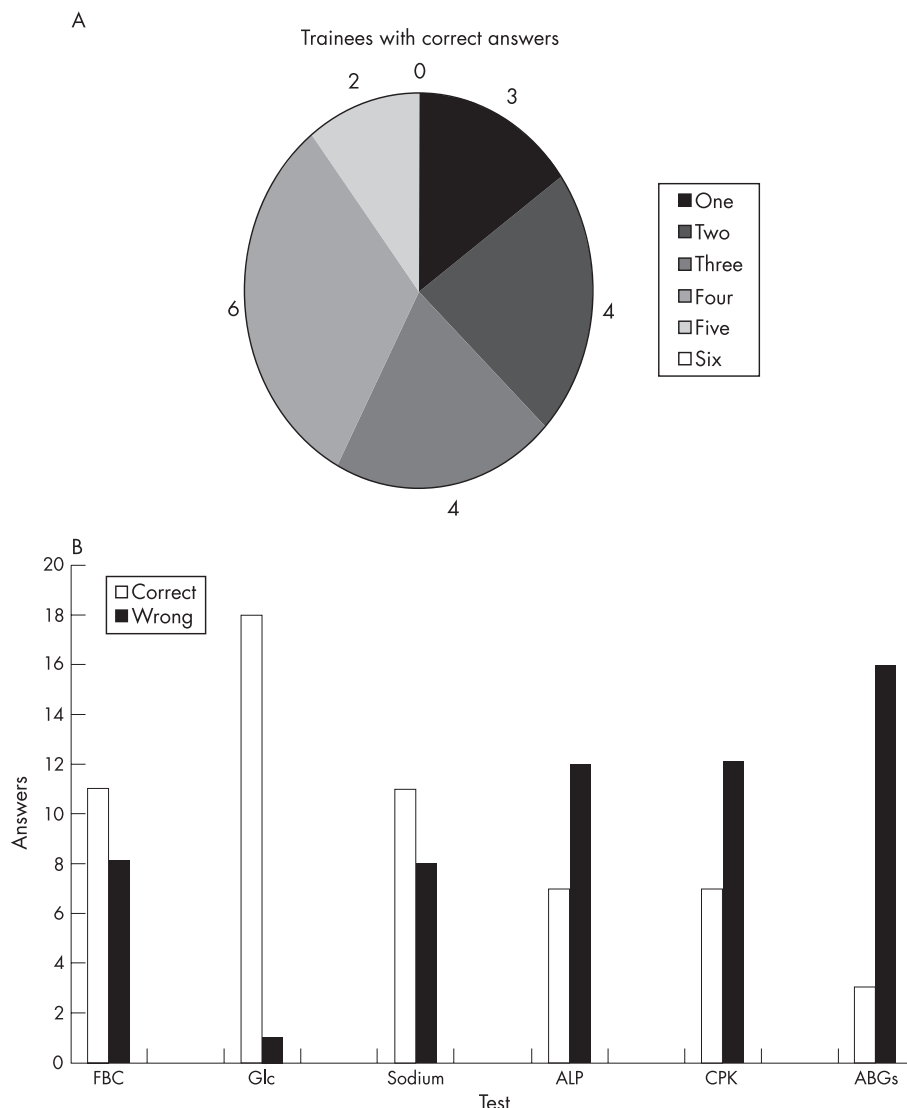 A
Trainees with correct answers
0
2
3
6
4
4
One
Two
Three
Four
Five
Six
B
Correct
Wrong
20
18
16
14
12
10
8
6
4
2
0
Answers
FBC Glc Sodium ALP CPK ABGs
Test